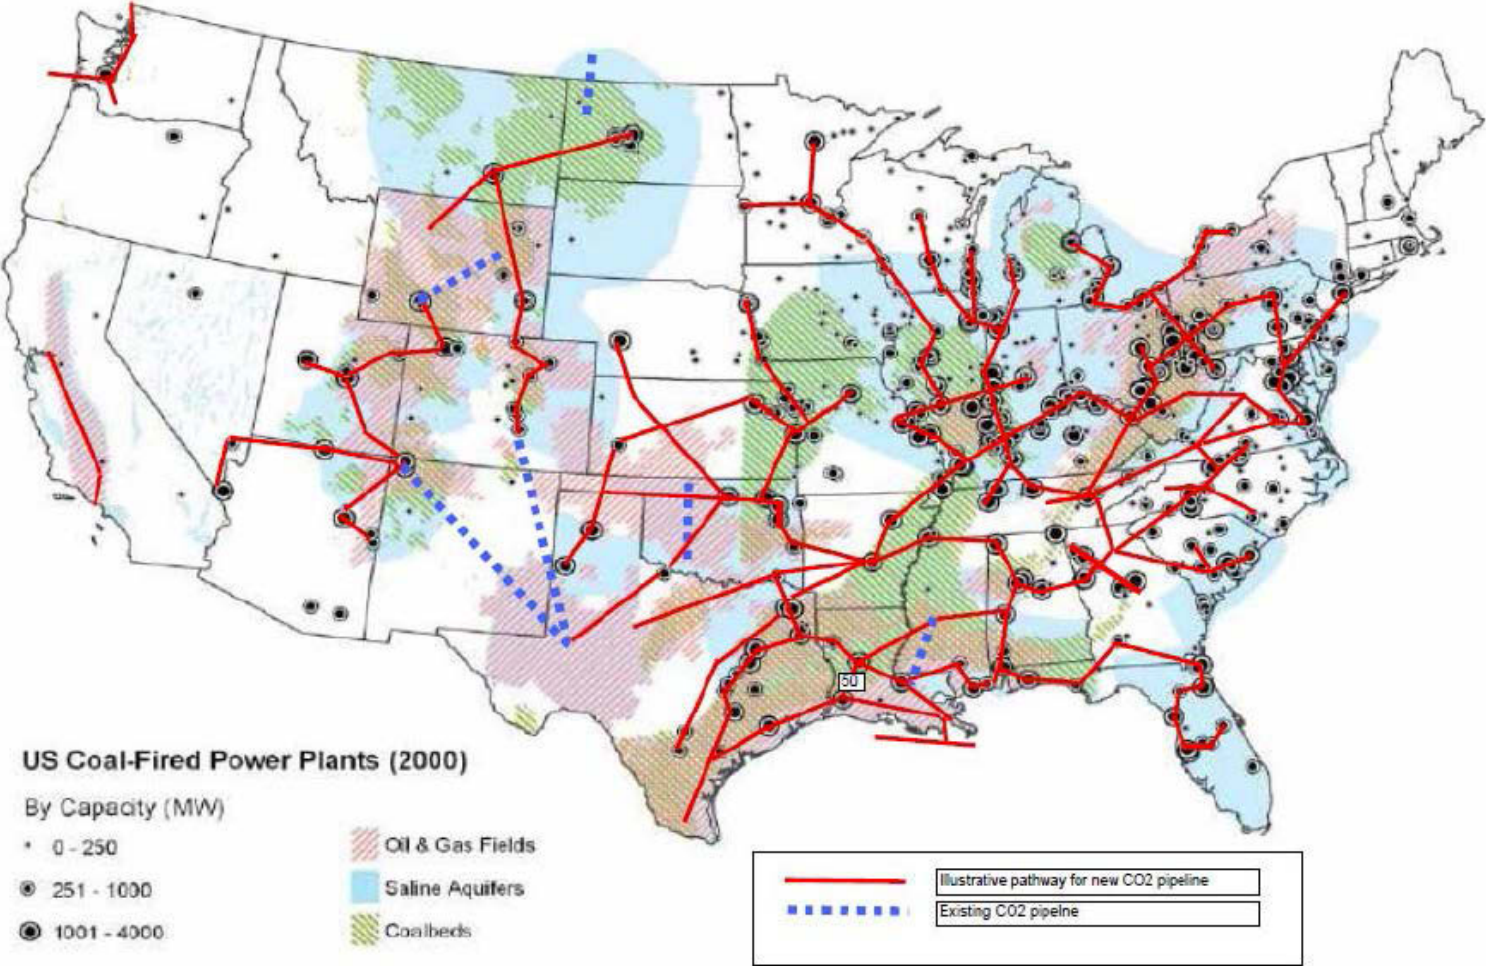 50
US Coal-Fired Power Plants (2000)
By Capacity (MW)
0 - 250
251 - 1000
1001 - 4000
Oil & Gas Fields
Saline Aquifers
Coalbeds
Illustrative pathway for new CO2 pipeline
Existing CO2 pipelne